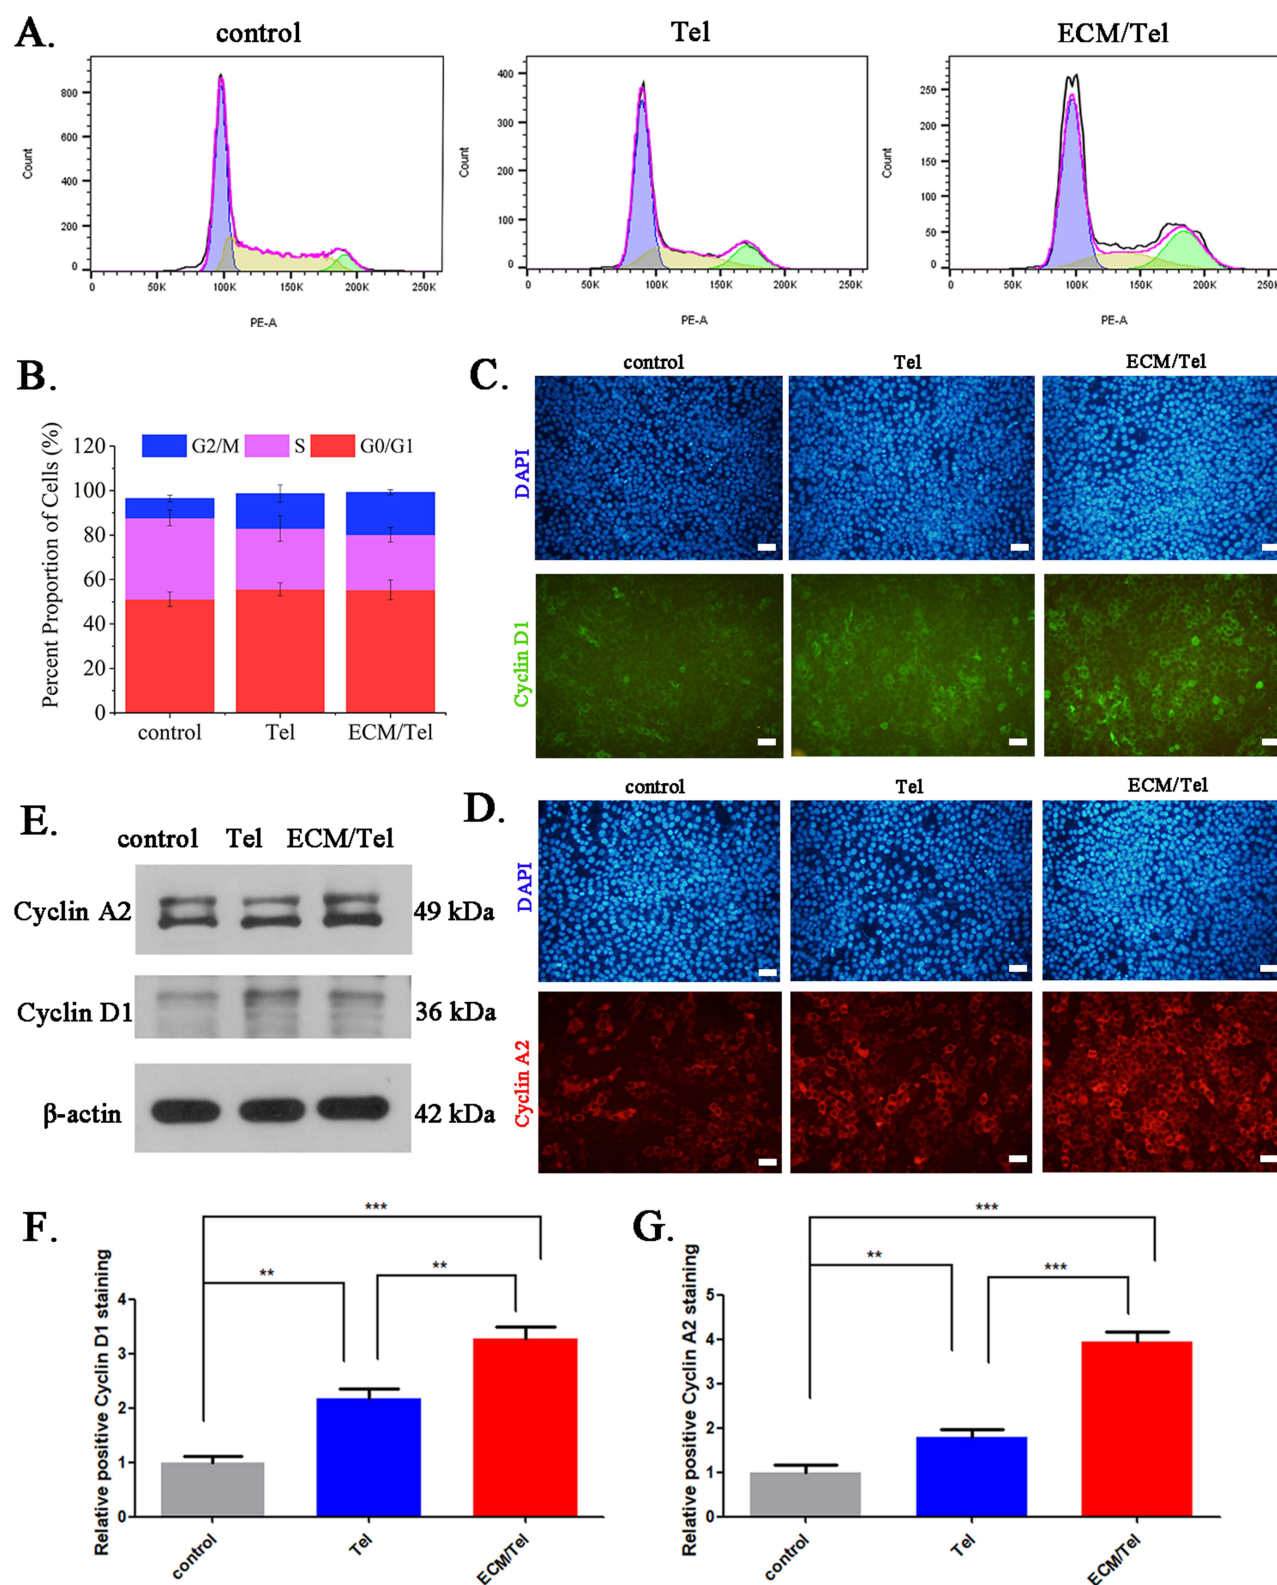 A.
control
Tel
ECM/Tel
Count
800
600
400
200
0
0 50K 100K 150K 200K 250K
PE-A
Count
400
300
200
100
0
0 50K 100K 150K 200K 250K
PE-A
Count
250
200
150
100
50
0
0 50K 100K 150K 200K 250K
PE-A
B.
Percent Proportion of Cells (%)
120
100
80
60
40
20
0
G2/M S G0/G1
control Tel ECM/Tel
C.
control Tel ECM/Tel
DAPI
Cyclin D1
E.
control Tel ECM/Tel
Cyclin A2 49 kDa
Cyclin D1 36 kDa
β-actin 42 kDa
D.
control Tel ECM/Tel
DAPI
Cyclin A2
F.
***
**
**
Relative positive Cyclin D1 staining
4
3
2
1
0
control
Tel
ECM/Tel
G.
***
**
***
Relative positive Cyclin A2 staining
5
4
3
2
1
0
control
Tel
ECM/Tel